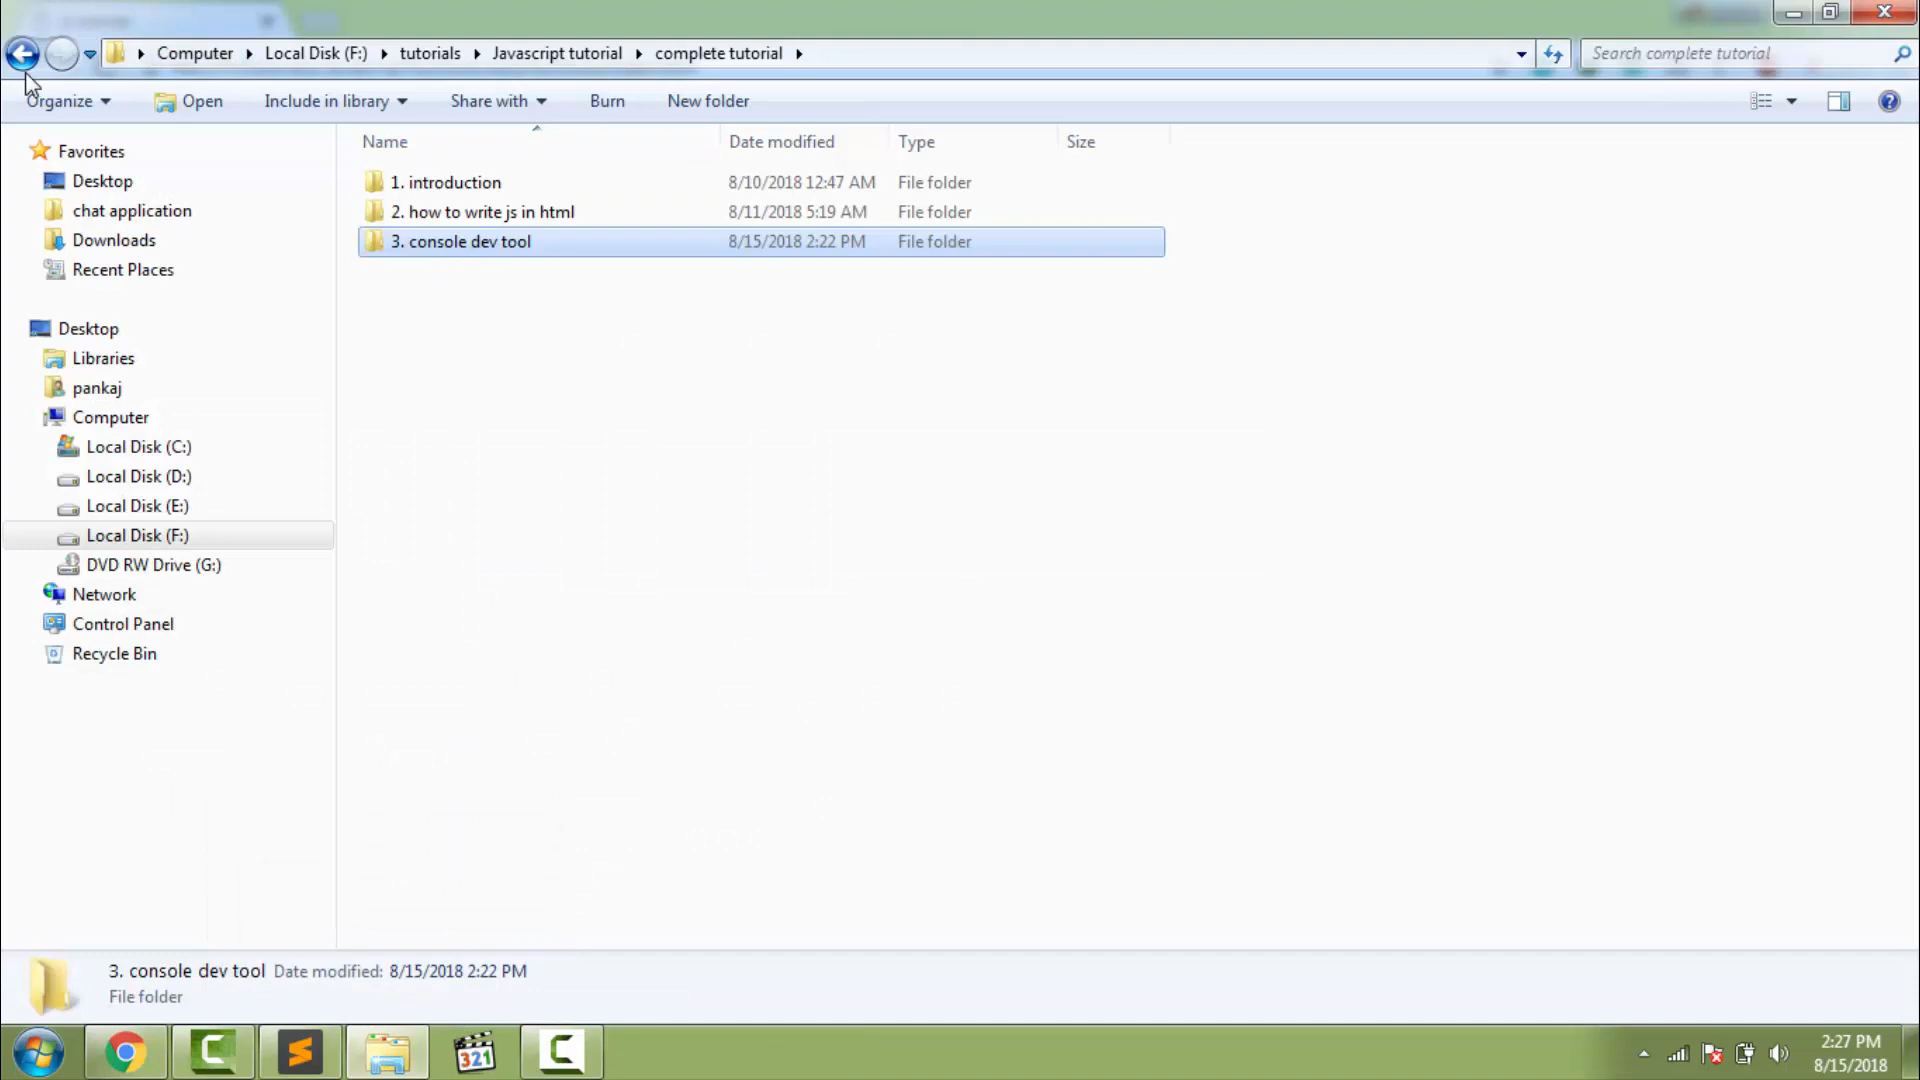 Computer Local Disk (F:) tutorials Javascript tutorial complete tutorial
Search complete tutorial
Organize Open Include in library Share with Burn New folder
Name Date modified Type Size
1. introduction 8/10/2018 12:47 AM File folder
2. how to write js in html 8/11/2018 5:19 AM File folder
3. console dev tool 8/15/2018 2:22 PM File folder
Favorites
Desktop
chat application
Downloads
Recent Places
Desktop
Libraries
pankaj
Computer
Local Disk (C:)
Local Disk (D:)
Local Disk (E:)
Local Disk (F:)
DVD RW Drive (G:)
Network
Control Panel
Recycle Bin
3. console dev tool Date modified: 8/15/2018 2:22 PM
File folder
321
2:27 PM
8/15/2018